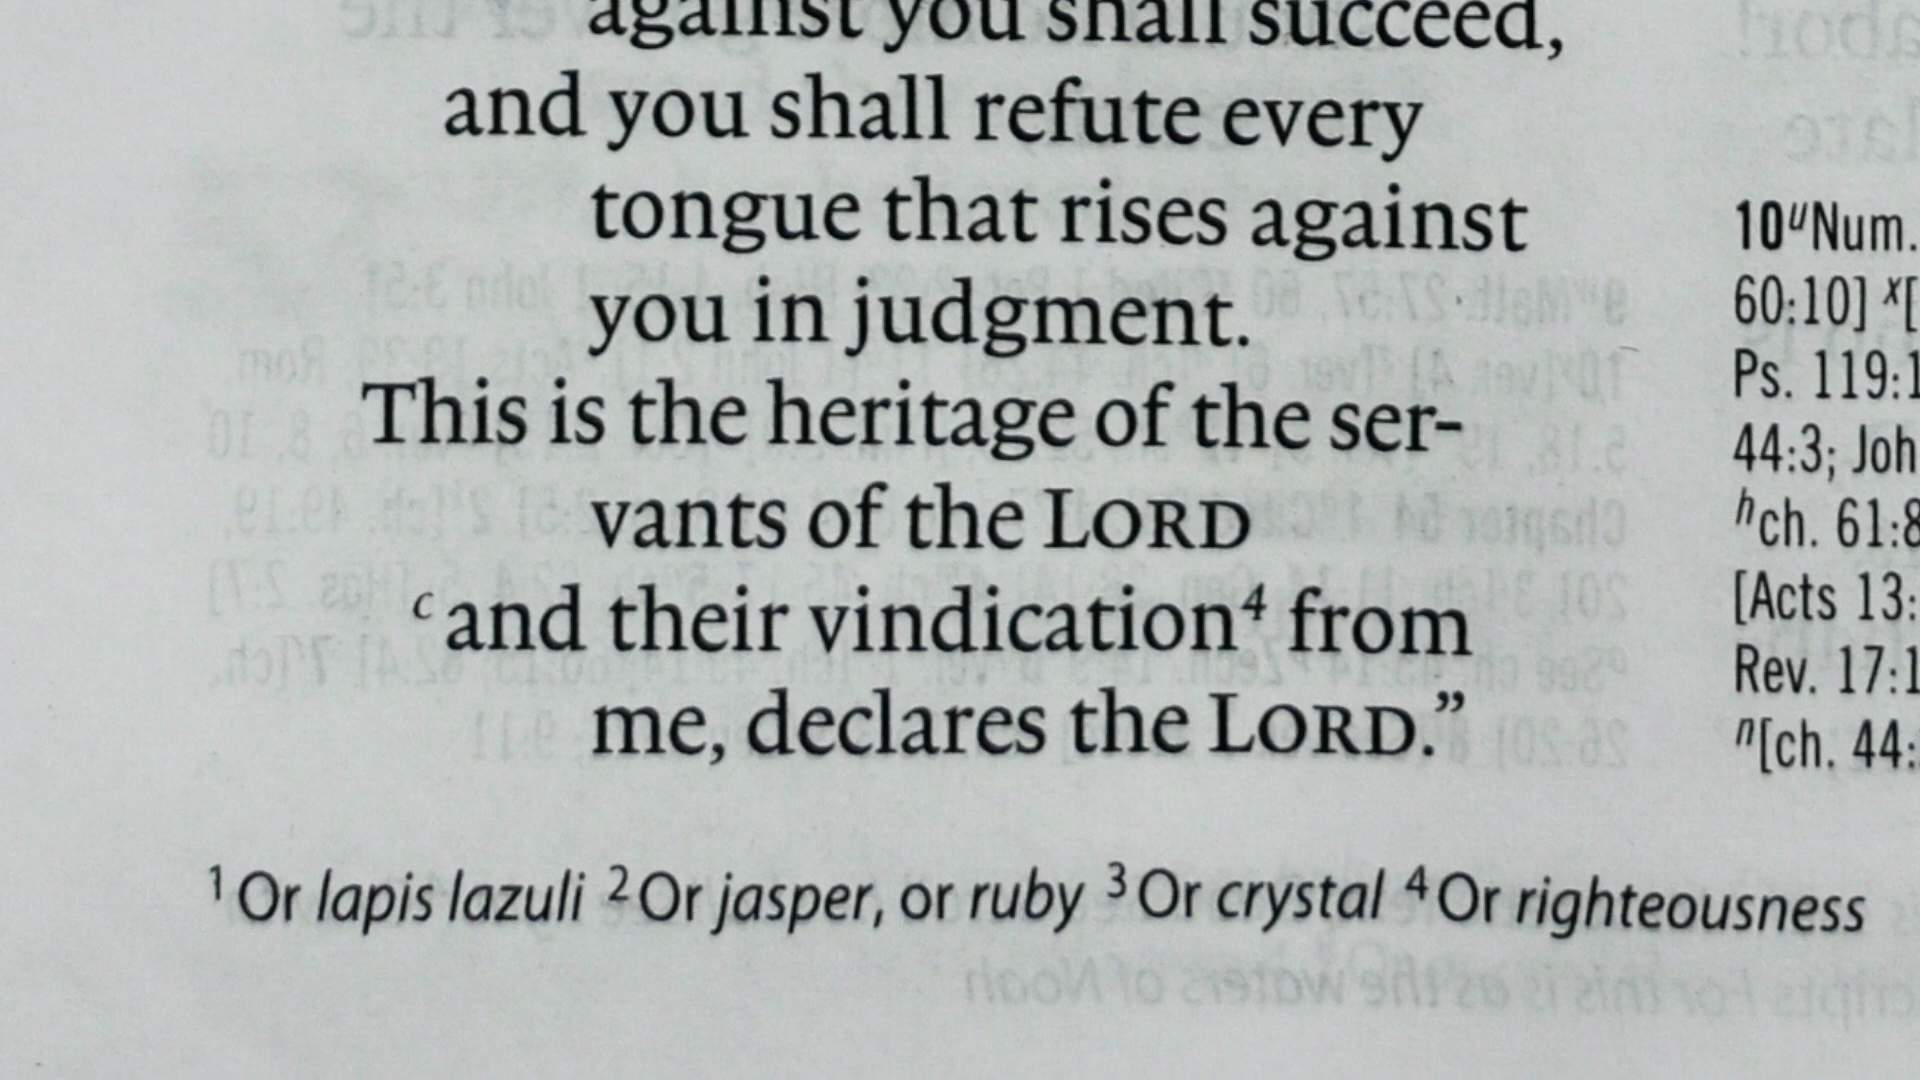 against you shall succeed,
and you shall refute every
tongue that rises against
you in judgment.
This is the heritage of the ser-
vants of the LORD
c and their vindication4 from
me, declares the LORD.”
1 Or lapis lazuli 2 Or jasper, or ruby 3 Or crystal 4 Or righteousness
10 u Num.
60:10] x[
Ps. 119:1
44:3; Joh
h ch. 61:8
[Acts 13:
Rev. 17:1
n[ch. 44: